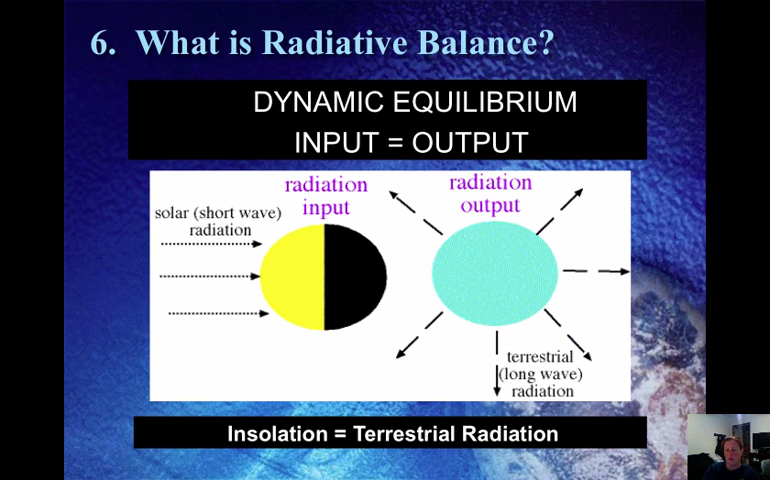 6. What is Radiative Balance?
DYNAMIC EQUILIBRIUM
INPUT = OUTPUT
radiation
input
radiation
output
solar (short wave)
radiation
terrestrial
(long wave)
radiation
Insolation = Terrestrial Radiation